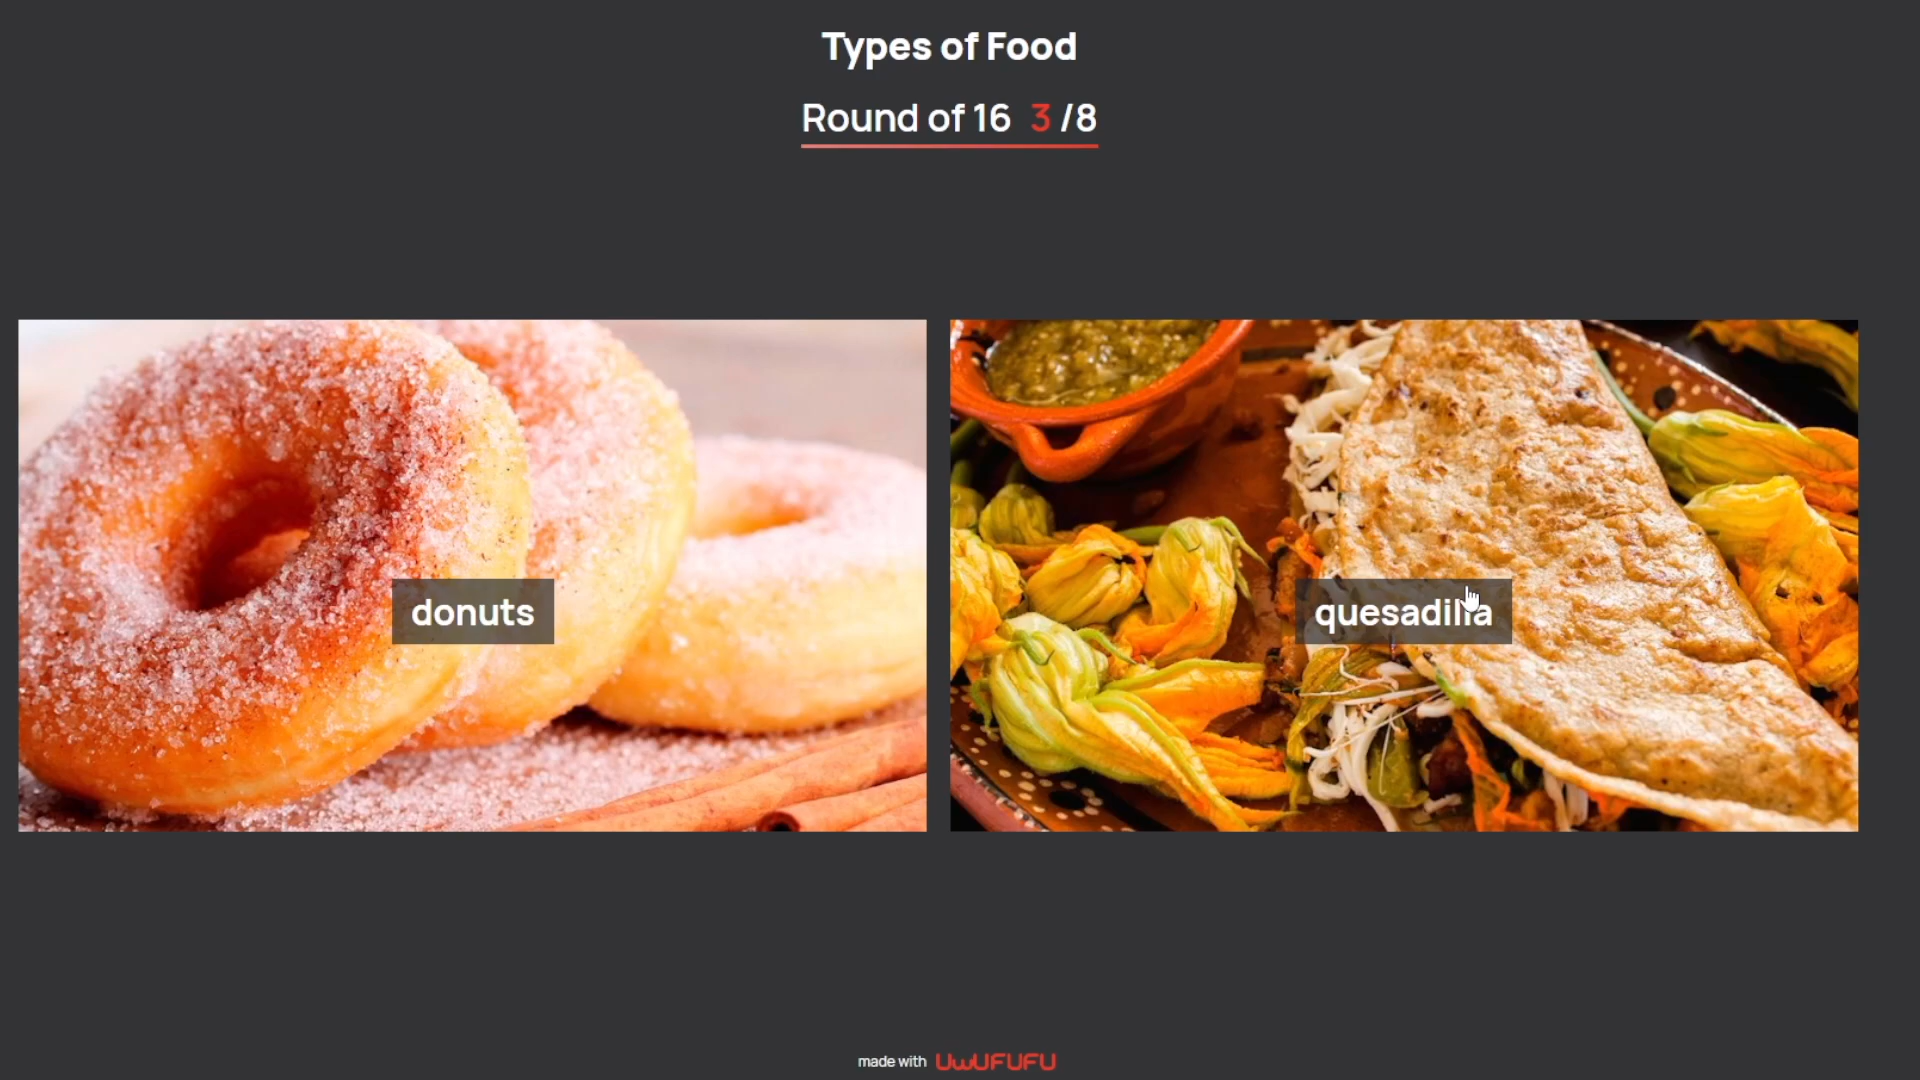 Types of Food
Round of 16 3 /8
donuts
quesadilla
made with UwUFUFU